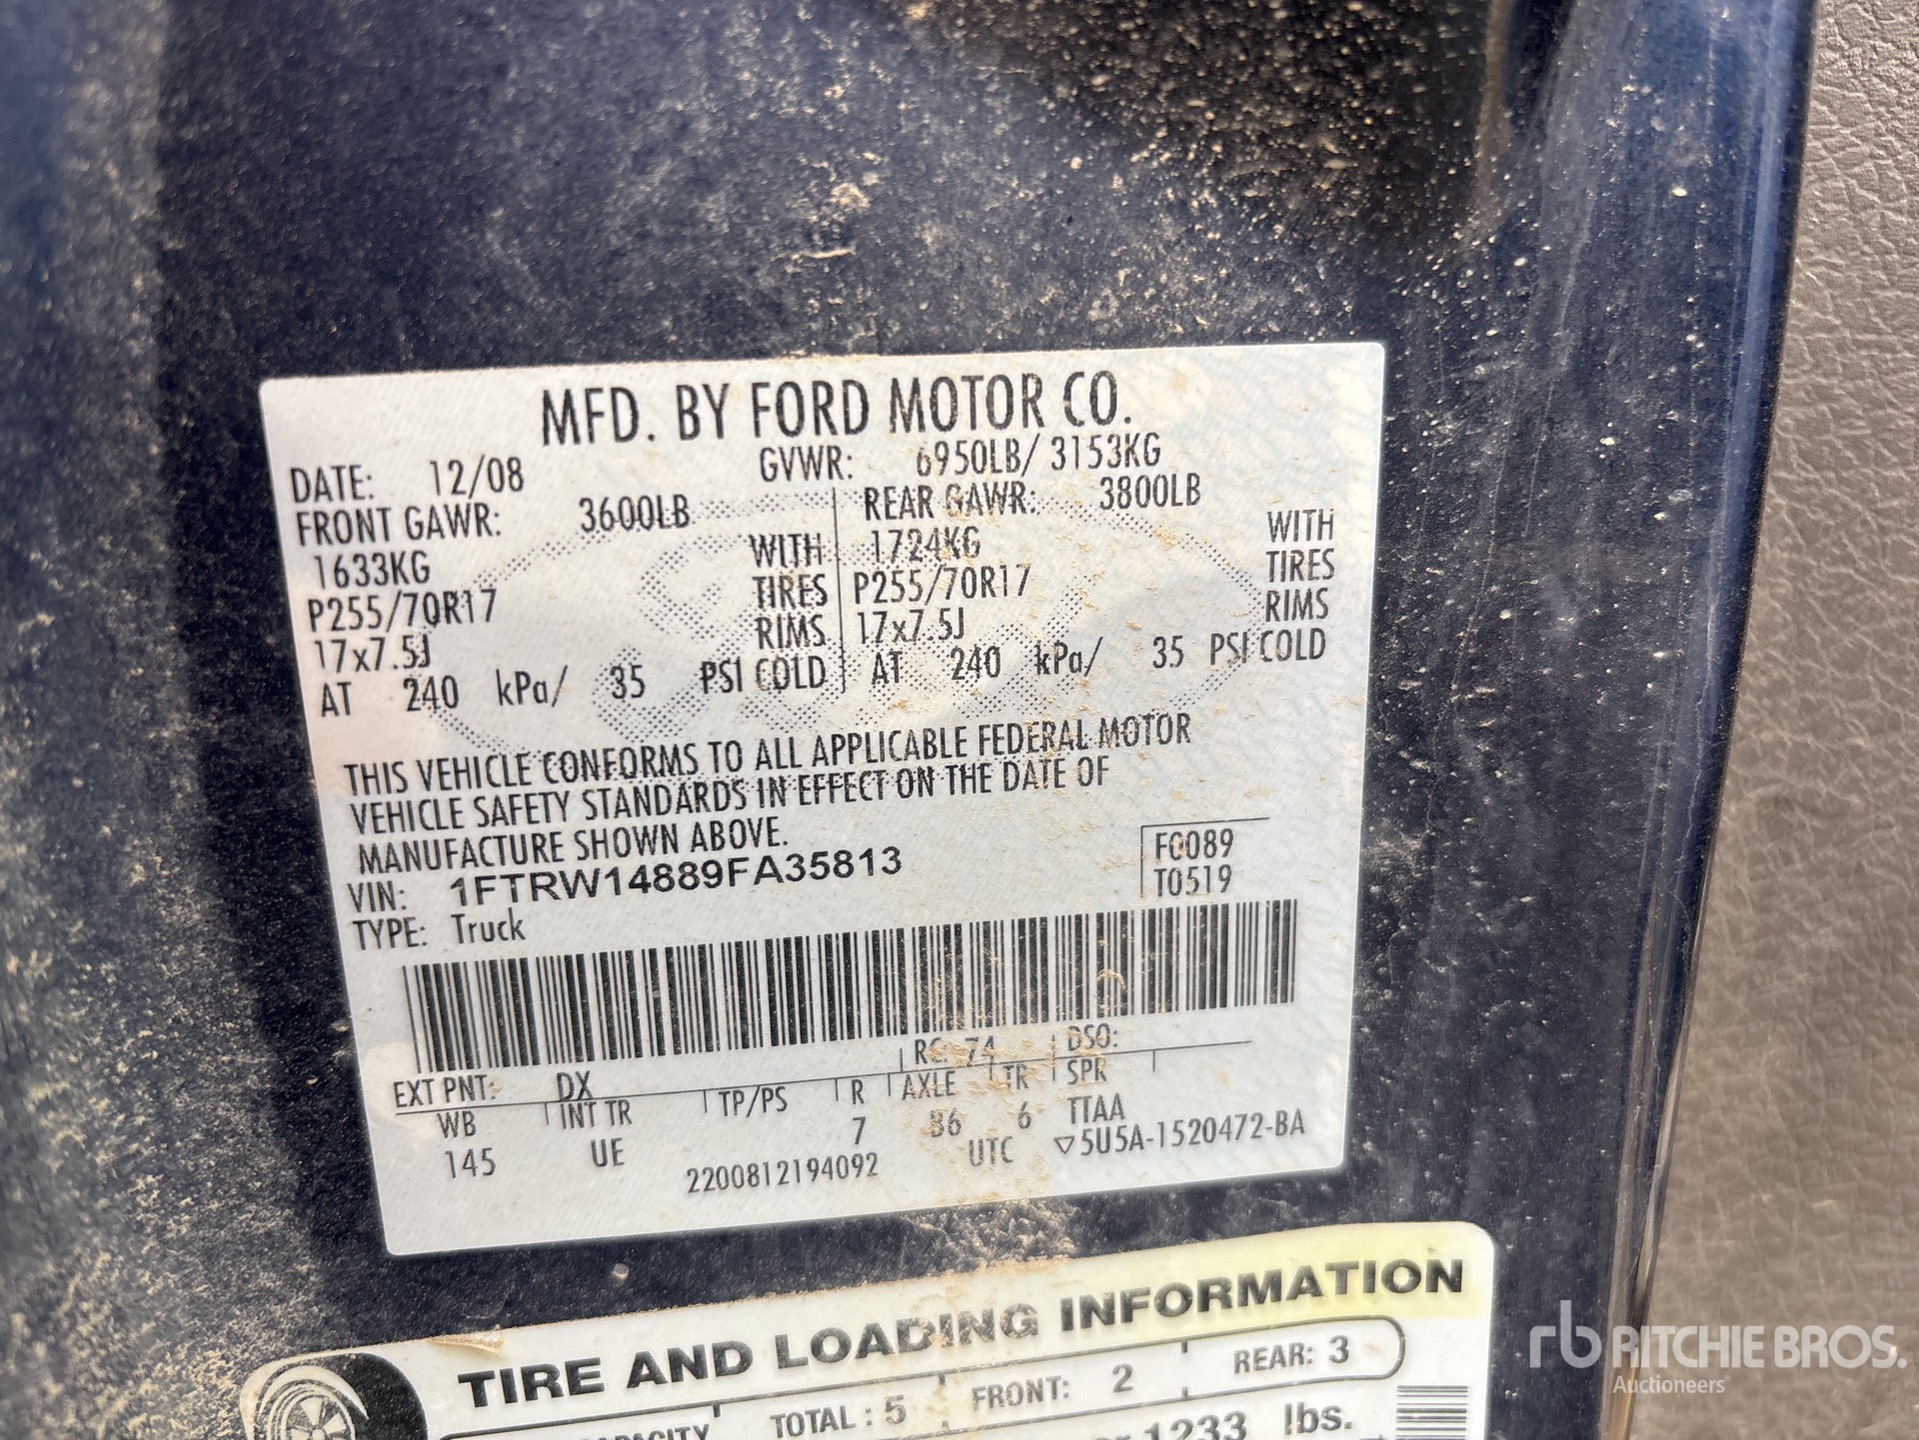 MFD. BY FORD MOTOR CO.
DATE: 12/08 GVWR: 6950LB/ 3153KG
FRONT GAWR: 3600LB REAR GAWR: 3800LB
1633KG WITH 1724KG WITH
P255/70R17 TIRES P255/70R17 TIRES
17x7.5J RIMS 17x7.5J RIMS
AT 240 kPa/ 35 PSI COLD AT 240 kPa/ 35 PSI COLD
THIS VEHICLE CONFORMS TO ALL APPLICABLE FEDERAL MOTOR
VEHICLE SAFETY STANDARDS IN EFFECT ON THE DATE OF
MANUFACTURE SHOWN ABOVE.
VIN: 1FTRW14889FA35813
F0089
TYPE: Truck
T0519
EXT PNT: DX RC: 74 DSO:
WB INT TR TP/PS R AXLE TR SPR
145 UE 7 B6 6 TTAA
2200812194092 UTC ▽5U5A-1520472-BA
TIRE AND LOADING INFORMATION
TOTAL : 5 FRONT: 2 REAR: 3
1233 lbs.
rb RITCHIE BROS.
Auctioneers